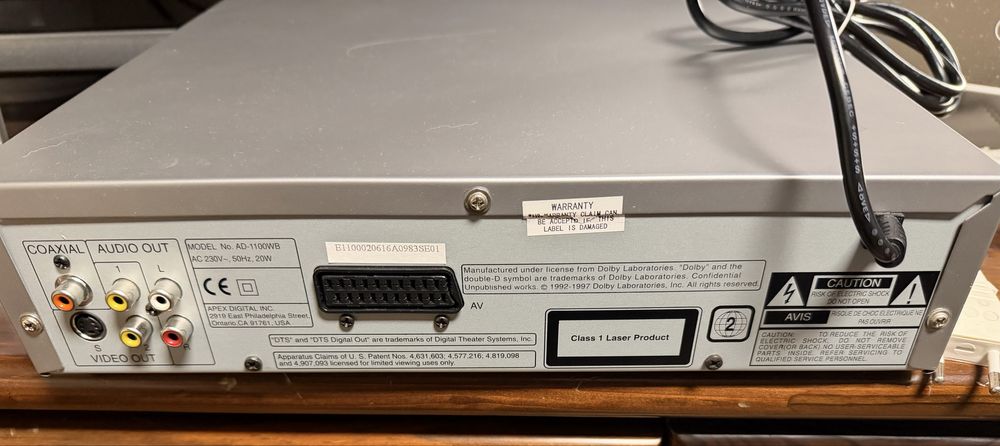 WARRANTY
BE ACCEPTD IF THIS
LABEL IS DAMAGED
COAXIAL
AUDIO OUT
1
L
S
2
R
VIDEO OUT
MODEL No. AD-1100WB
AC 230V~, 50Hz, 20W
CE
APEX DIGITAL INC.
2919 East Philadelphia Street,
Ontario,CA 91761, USA
E1100020616A0983SE01
AV
Manufactured under license from Dolby Laboratories. "Dolby" and the
double-D symbol are trademarks of Dolby Laboratories. Confidential
Unpublished works. © 1992-1997 Dolby Laboratories, Inc. All rights reserved.
"DTS" and "DTS Digital Out" are trademarks of Digital Theater Systems, Inc.
Apparatus Claims of U. S. Patent Nos. 4,631,603; 4,577,216; 4,819,098
and 4,907,093 licensed for limited viewing uses only.
Class 1 Laser Product
2
CAUTION
RISK OF ELECTRIC SHOCK
DO NOT OPEN
AVIS
RISQUE DE CHOC ELECTRIQUE NE
PAS OUVRIR
CAUTION: TO REDUCE THE RISK OF
ELECTRIC SHOCK, DO NOT REMOVE
COVER(OR BACK) NO USER-SERVICEABLE
PARTS INSIDE. REFER SERVICING TO
QUALIFIED SERVICE PERSONNEL.